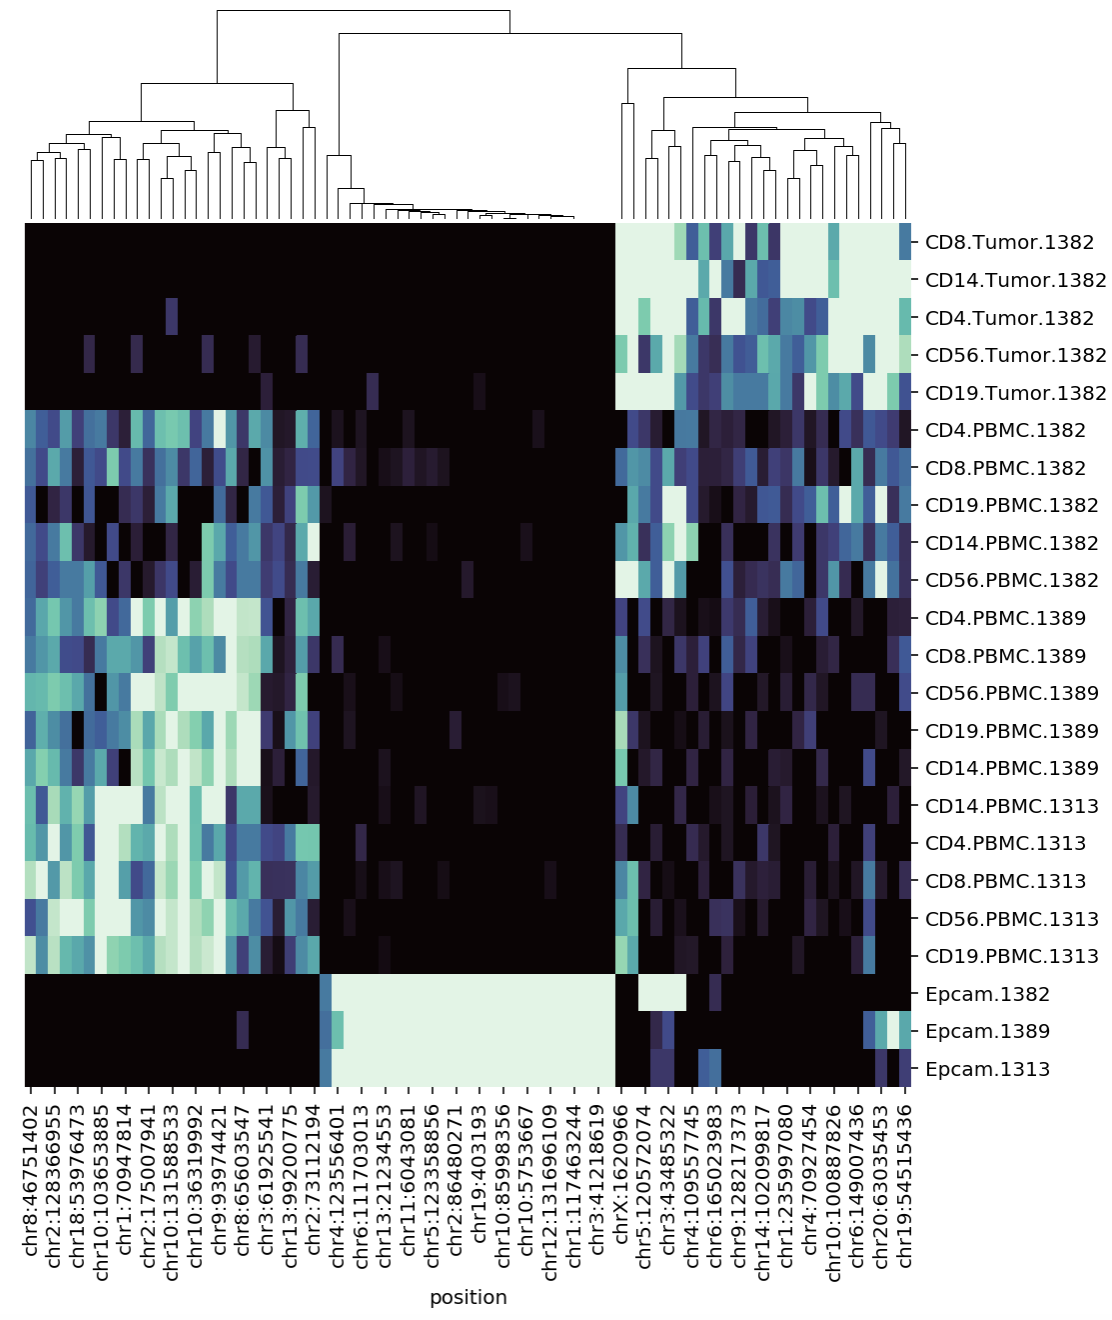 CD8.Tumor.1382
CD14.Tumor.1382
CD4.Tumor.1382
CD56.Tumor.1382
CD19.Tumor.1382
CD4.PBMC.1382
CD8.PBMC.1382
CD19.PBMC.1382
CD14.PBMC.1382
CD56.PBMC.1382
CD4.PBMC.1389
CD8.PBMC.1389
CD56.PBMC.1389
CD19.PBMC.1389
CD14.PBMC.1389
CD14.PBMC.1313
CD4.PBMC.1313
CD8.PBMC.1313
CD56.PBMC.1313
CD19.PBMC.1313
Epcam.1382
Epcam.1389
Epcam.1313
chr8:46751402
chr2:128366955
chr18:53976473
chr10:103653885
chr1:70947814
chr2:175007941
chr10:131588533
chr10:36319992
chr9:93974421
chr8:65603547
chr3:61925541
chr13:99200775
chr2:73112194
chr4:123556401
chr6:111703013
chr13:21234553
chr11:6043081
chr5:123358856
chr2:86480271
chr19:403193
chr10:85998356
chr10:5753667
chr12:131696109
chr1:117463244
chr3:41218619
chrX:1620966
chr5:120572074
chr3:43485322
chr4:109557745
chr6:165023983
chr9:128217373
chr14:102099817
chr1:235997080
chr4:70927454
chr10:100887826
chr6:149007436
chr20:63035453
chr19:54515436
position